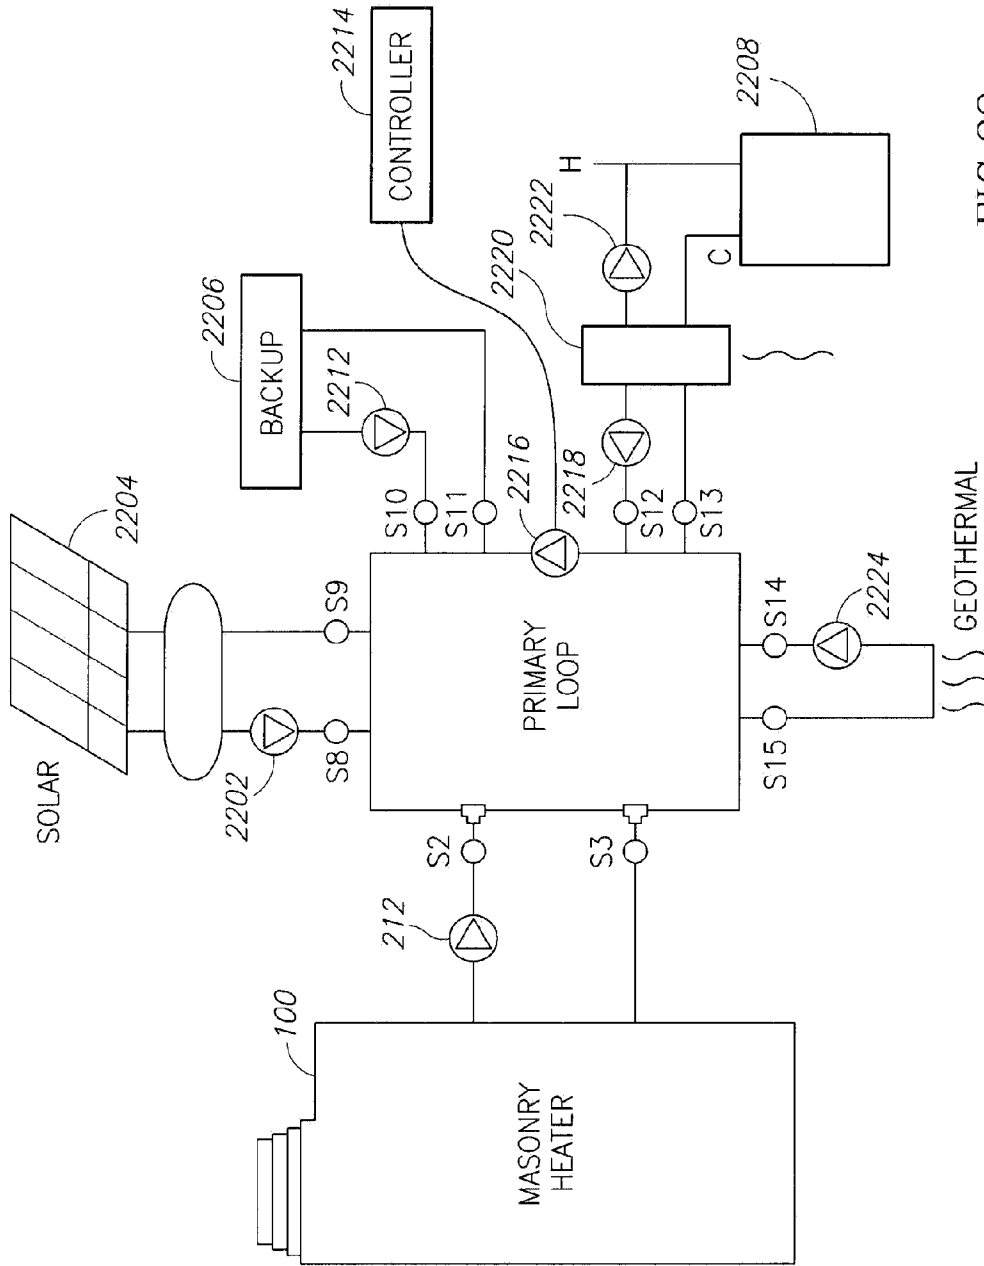 SOLAR
2204
2206
2202
BACKUP
100
S8
S9
2212
2214
212
S10
CONTROLLER
S2
S11
2220
MASONRY
HEATER
PRIMARY
LOOP
2216
2222
H
2218
S3
S12
S13
C
2208
S15
S14
2224
GEOTHERMAL
FIG